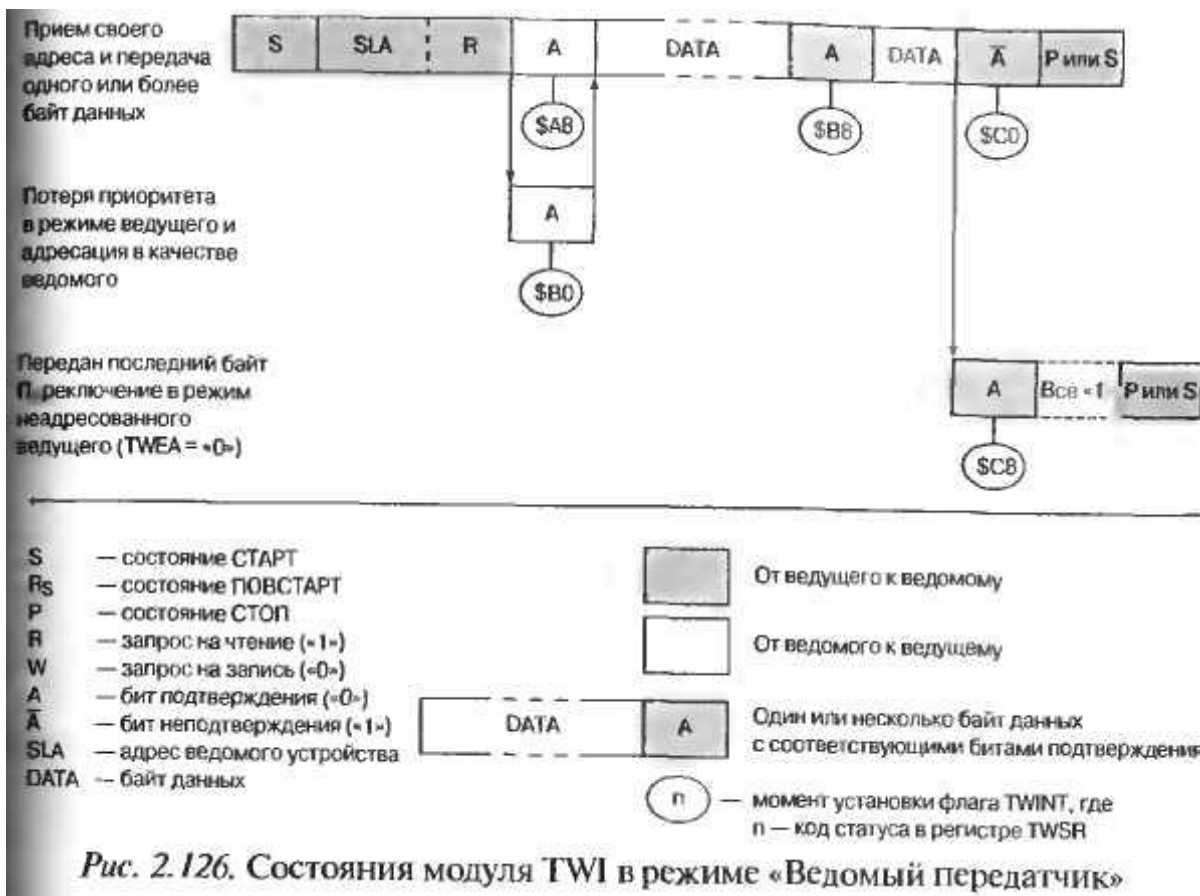 Прием своего
адреса и передача
одного или более
байт данных
S SLA R A DATA A DATA A̅ P или S
$A8 $B8 $C0
Потеря приоритета
в режиме ведущего и
адресация в качестве
ведомого
A
$B0
Передан последний байт
П реключение в режим
неадресованного
ведущего (TWEA = «0»)
A Все «1 P или S
$C8
S — состояние СТАРТ
RS — состояние ПОВСТАРТ
P — состояние СТОП
R — запрос на чтение («1»)
W — запрос на запись («0»)
A — бит подтверждения («0»)
A̅ — бит неподтверждения («1»)
SLA — адрес ведомого устройства
DATA -- байт данных
От ведущего к ведомому
От ведомого к ведущему
DATA A
Один или несколько байт данных
с соответствующими битами подтверждения
n — момент установки флага TWINT, где
n — код статуса в регистре TWSR
Рис. 2.126. Состояния модуля TWI в режиме «Ведомый передатчик»